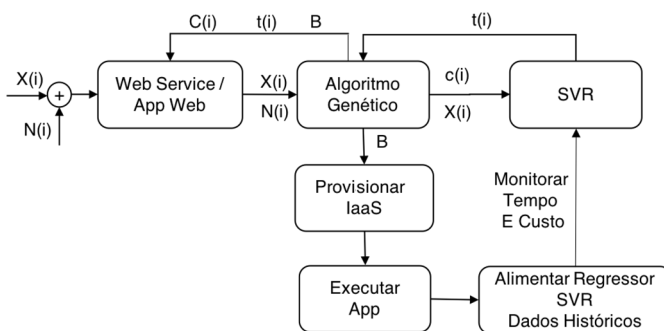 C(i) t(i) B
t(i)
X(i)
+
N(i)
Web Service /
App Web
X(i)
N(i)
Algoritmo
Genético
c(i)
X(i)
SVR
B
Provisionar
IaaS
Monitorar
Tempo
E Custo
Executar
App
Alimentar Regressor
SVR
Dados Históricos